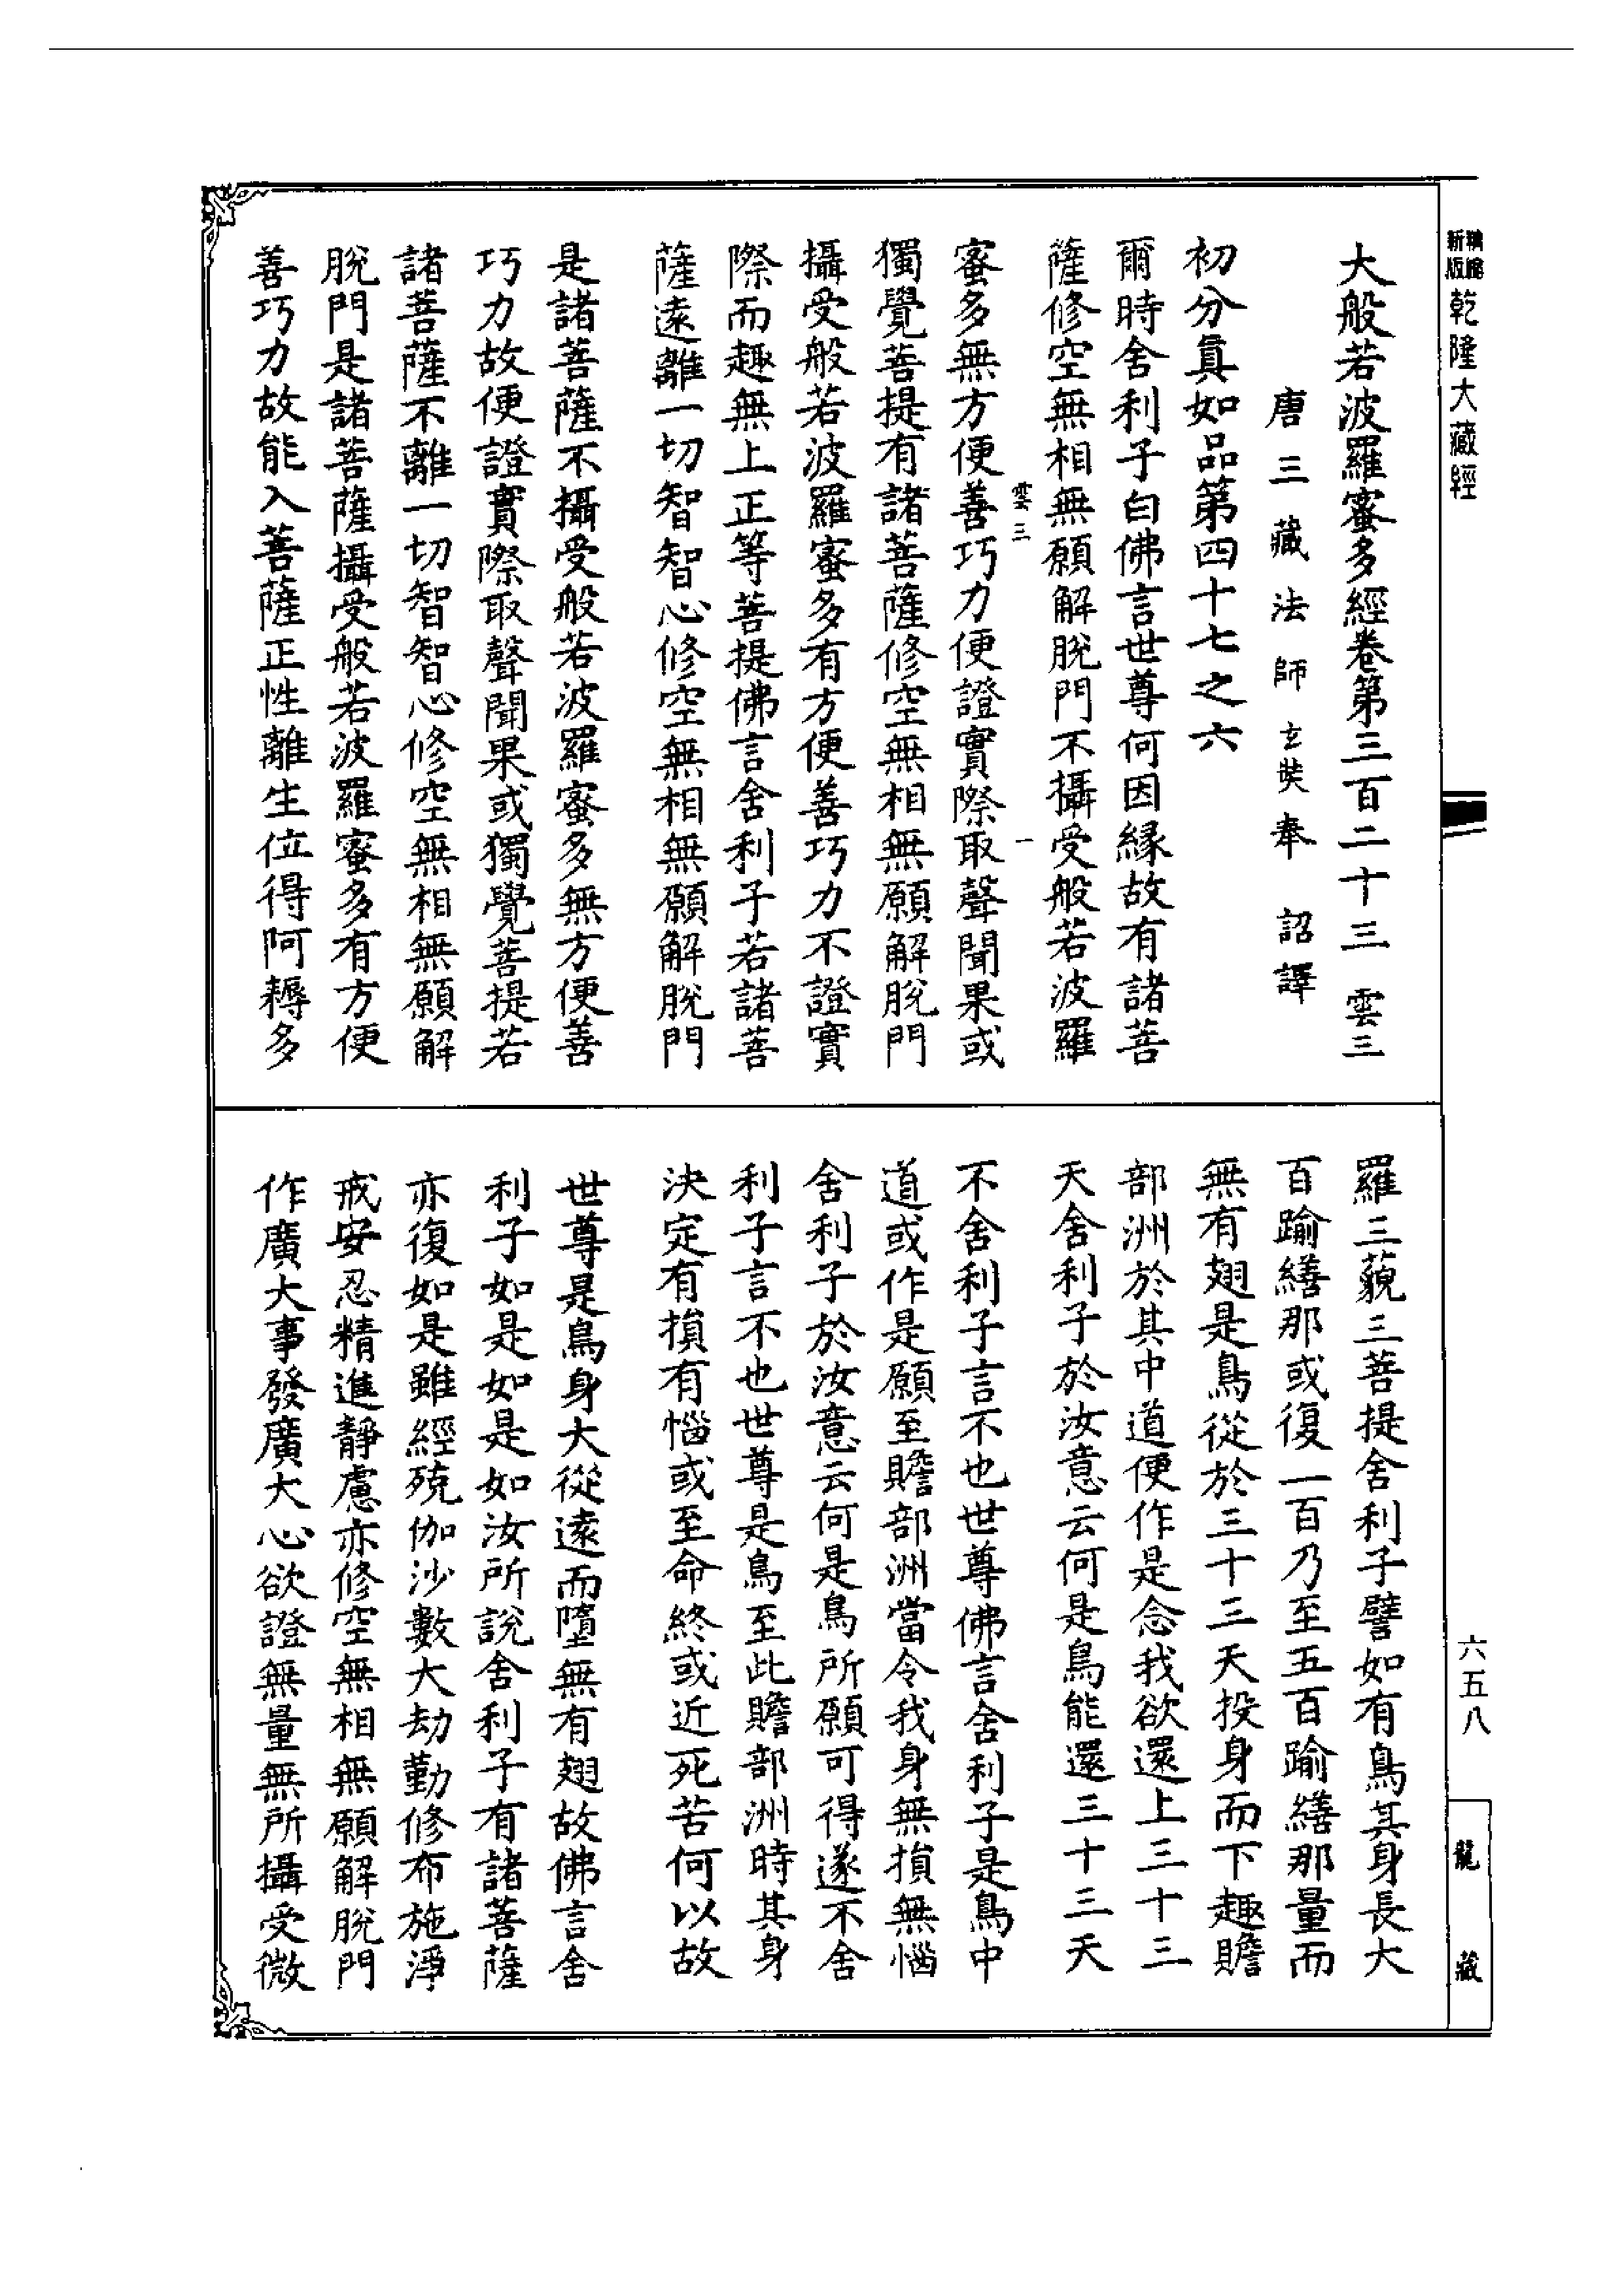 新編縮版乾隆大藏經
大般若波羅蜜多經卷第三百二十三 雲三
唐三藏法師玄奘奉 詔譯
初分真如品第四十七之六
爾時舍利子白佛言世尊何因緣故有諸菩
薩修空無相無願解脫門不攝受般若波羅
雲三 一
蜜多無方便善巧力便證實際取聲聞果或
獨覺菩提有諸菩薩修空無相無願解脫門
攝受般若波羅蜜多有方便善巧力不證實
際而趣無上正等菩提佛言舍利子若諸菩
薩遠離一切智智心修空無相無願解脫門
是諸菩薩不攝受般若波羅蜜多無方便善
巧力故便證實際取聲聞果或獨覺菩提若
諸菩薩不離一切智智心修空無相無願解
脫門是諸菩薩攝受般若波羅蜜多有方便
善巧力故能入菩薩正性離生位得阿耨多
羅三藐三菩提舍利子譬如有鳥其身長大
百踰繕那或復二百乃至五百踰繕那量而
無有翅是鳥從於三十三天投身而下趣贍
部洲於其中道便作是念我欲還上三十三
天舍利子於汝意云何是鳥能還三十三天
不舍利子言不也世尊佛言舍利子是鳥中
道或作是願至贍部洲當令我身無損無惱
舍利子於汝意云何是鳥所願可得遂不舍
利子言不也世尊是鳥至此贍部洲時其身
決定有損有惱或至命終或近死苦何以故
世尊是鳥身大從遠而墮無有翅故佛言舍
利子如是如是如汝所說舍利子有諸菩薩
亦復如是雖經殑伽沙數大劫勤修布施淨
戒安忍精進靜慮亦修空無相無願解脫門
作廣大事發廣大心欲證無量無所攝受微
六五八
龍藏